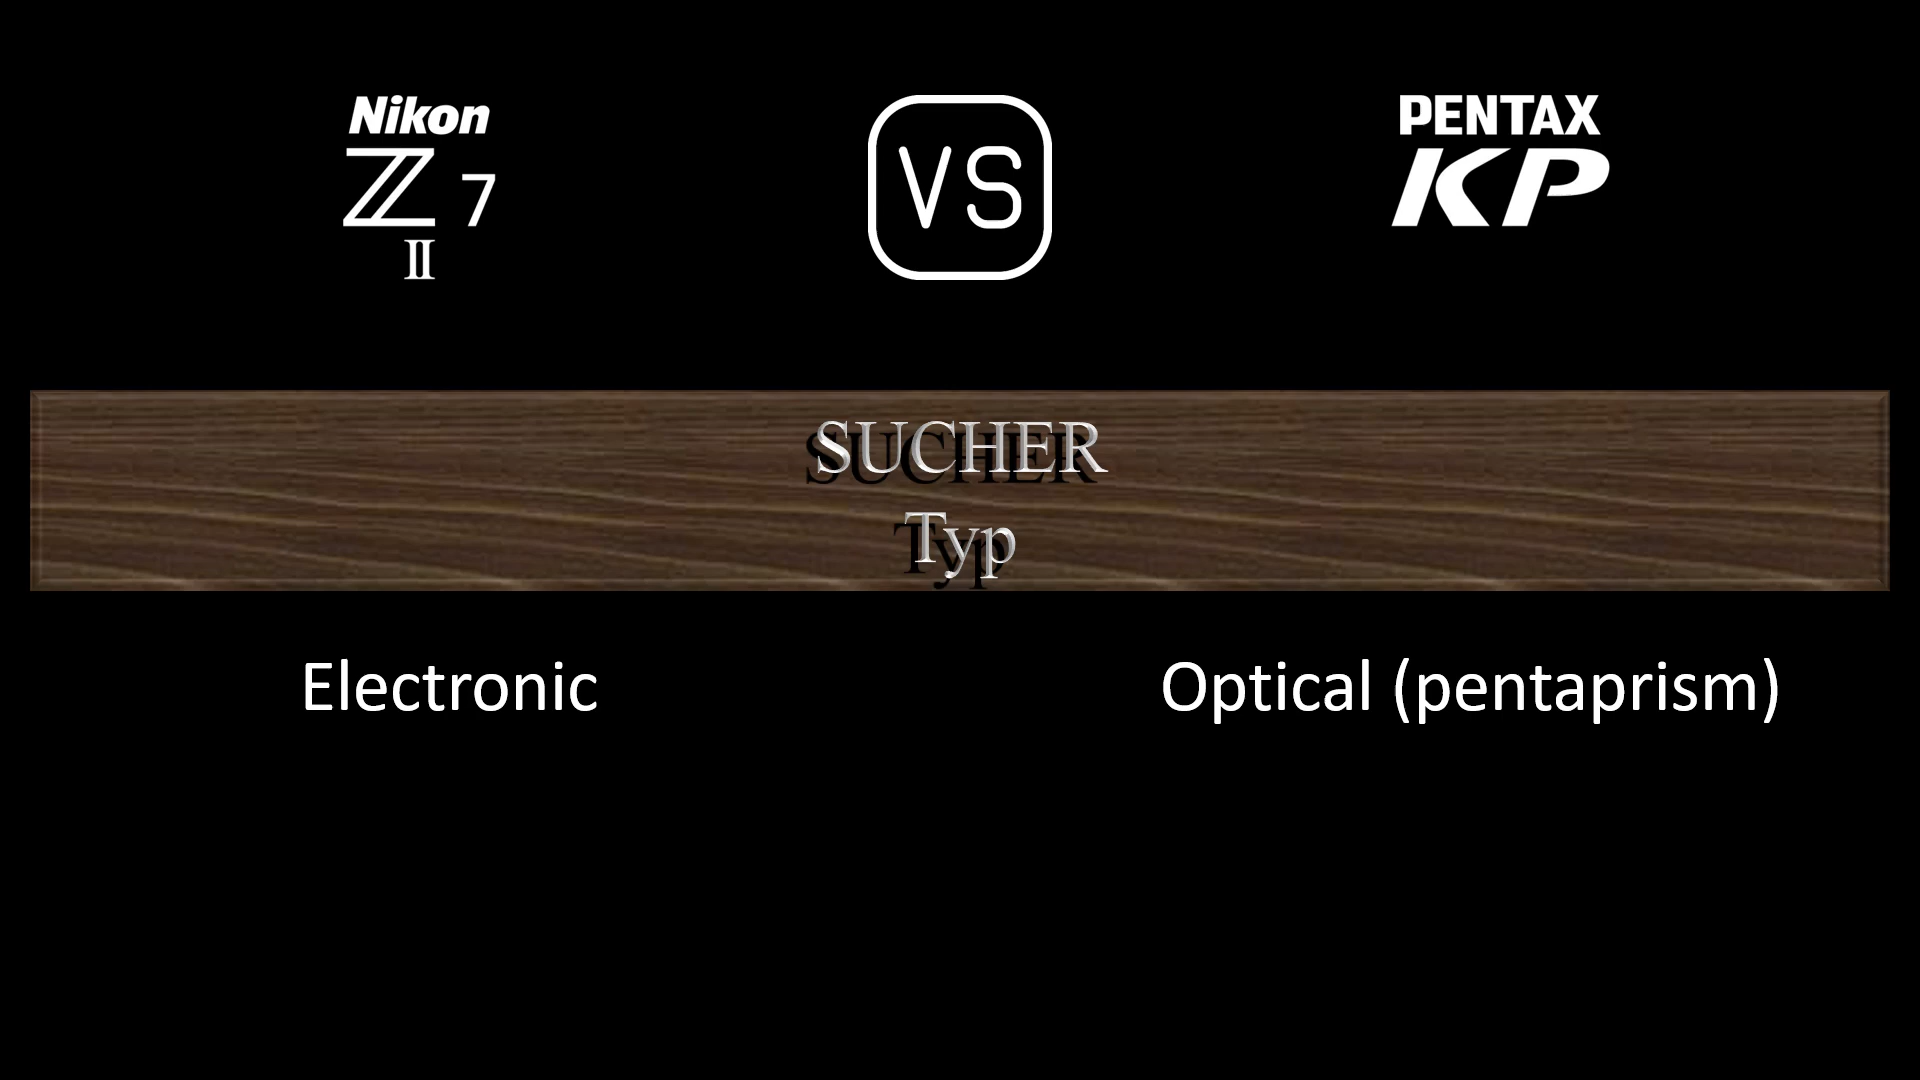 Nikon
Z 7
II
VS
PENTAX
KP
SUCHER
Typ
Electronic
Optical (pentaprism)